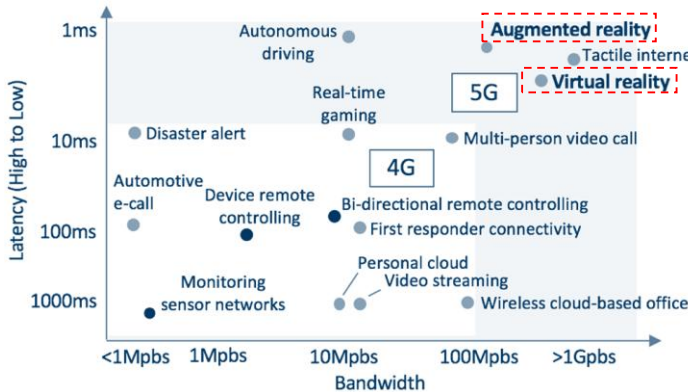 1ms
Autonomous
driving
Augmented reality
Tactile interne
Virtual reality
5G
Real-time
gaming
10ms
Disaster alert
Multi-person video call
4G
Automotive
e-call
Device remote
controlling
Bi-directional remote controlling
100ms
First responder connectivity
Personal cloud
Video streaming
Monitoring
sensor networks
1000ms
Wireless cloud-based office
Latency (High to Low)
<1Mpbs
1Mpbs
10Mpbs
100Mpbs
>1Gpbs
Bandwidth